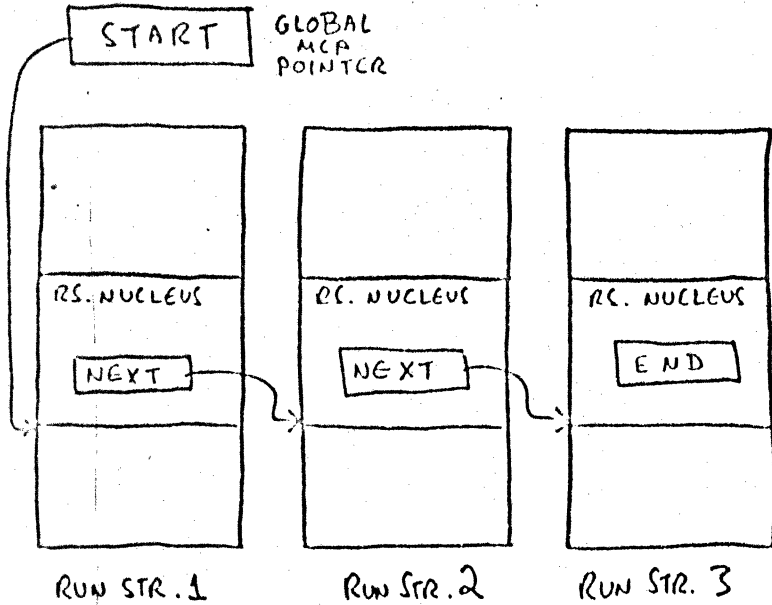 START
GLOBAL
MCP
POINTER
RS. NUCLEUS
RS. NUCLEUS
RS. NUCLEUS
NEXT
NEXT
END
RUN STR. 1
RUN STR. 2
RUN STR. 3